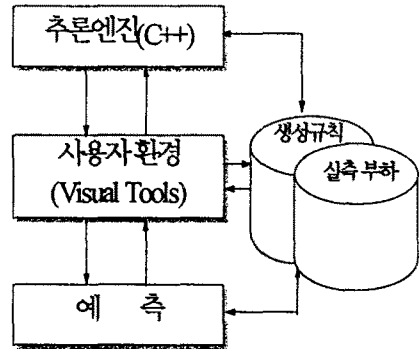 추론엔진(C++)
생성규칙
사용자환경
(Visual Tools)
실측 부하
예 측